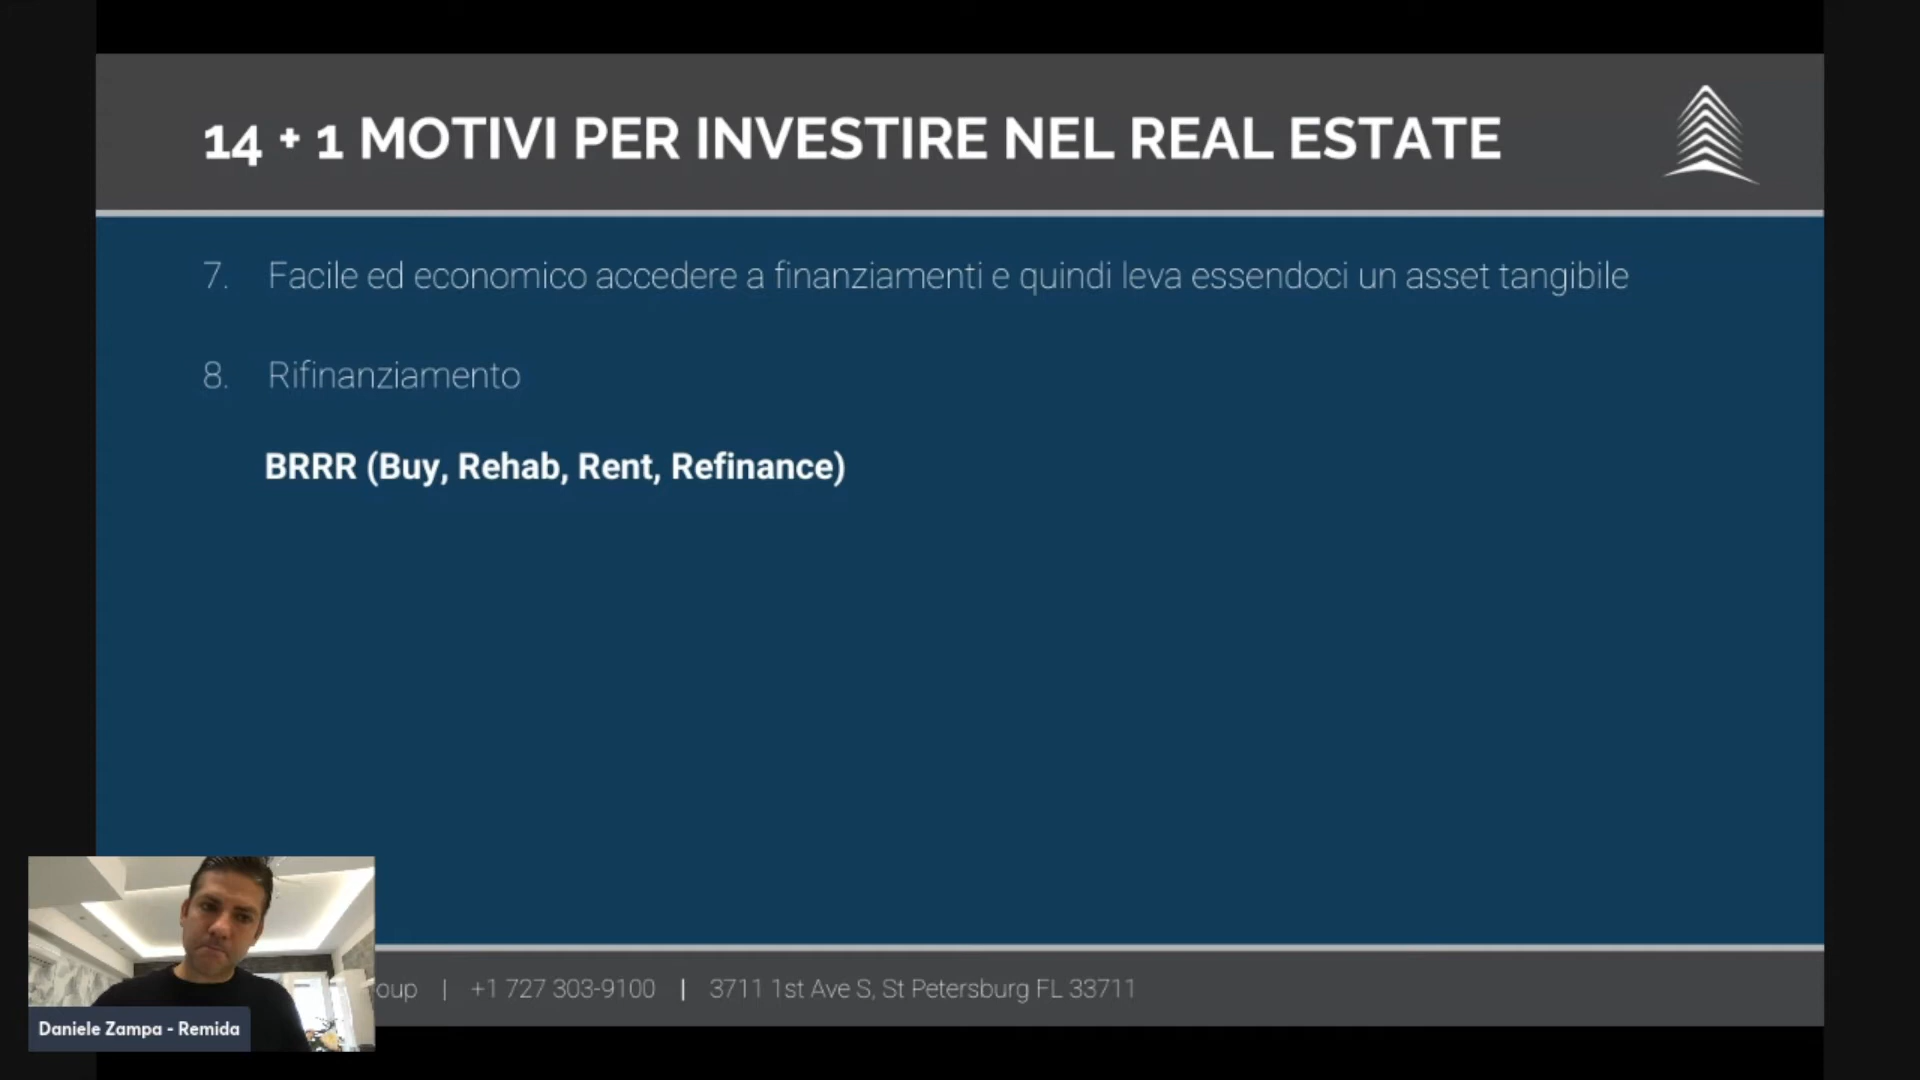 14 + 1 MOTIVI PER INVESTIRE NEL REAL ESTATE
7. Facile ed economico accedere a finanziamenti e quindi leva essendoci un asset tangibile
8. Rifinanziamento
BRRR (Buy, Rehab, Rent, Refinance)
| +1 727 303-9100 | 3711 1st Ave S, St Petersburg FL 33711
Daniele Zampa - Remida